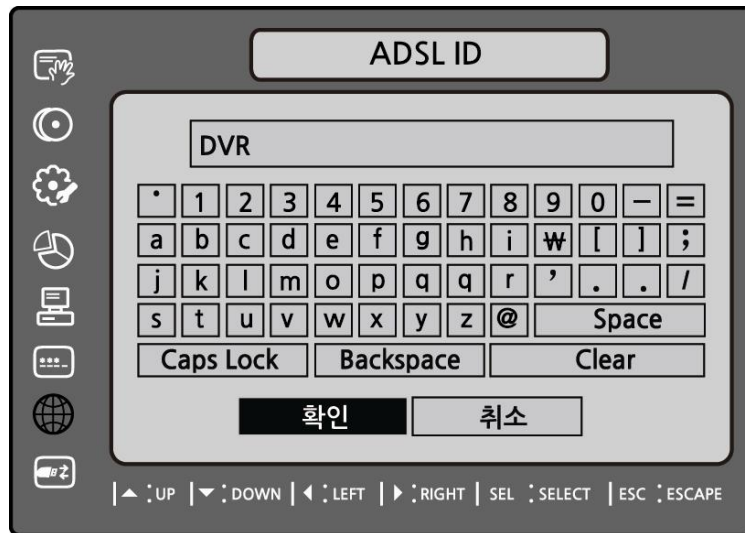 ADSL ID
DVR
· 1 2 3 4 5 6 7 8 9 0 – =
a b c d e f g h i ₩ [ ] ;
j k l m o p q q r ’ . . /
s t u v w x y z @ Space
Caps Lock Backspace Clear
확인 취소
▲ : UP ▼ : DOWN ◀ : LEFT ▶ : RIGHT SEL : SELECT ESC : ESCAPE